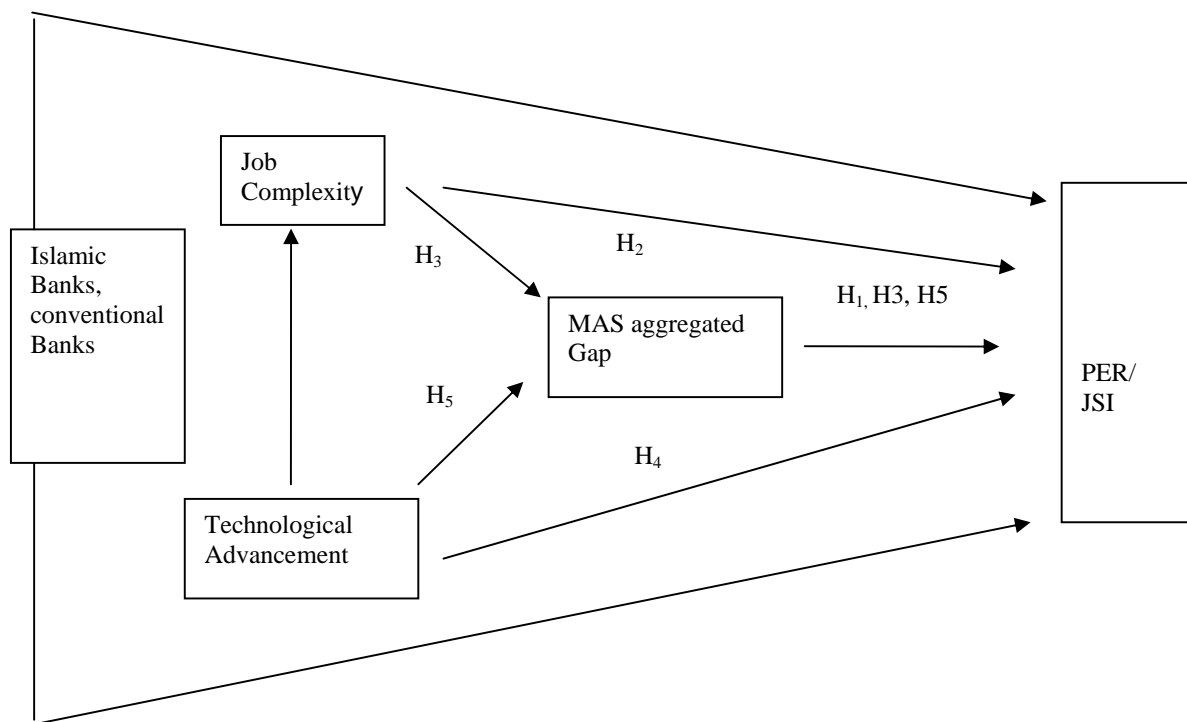 Job
Complexity
Islamic
Banks,
conventional
Banks
H₃
H₂
H₁, H3, H5
MAS aggregated
Gap
PER/
JSI
H₅
H₄
Technological
Advancement